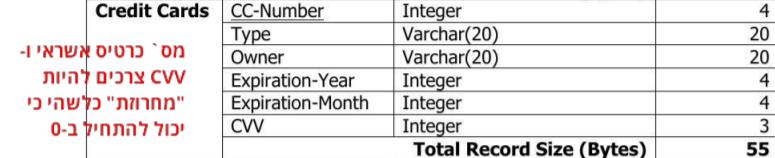 Credit Cards CC-Number Integer 4
Type Varchar(20) 20
Owner Varchar(20) 20
Expiration-Year Integer 4
Expiration-Month Integer 4
CVV Integer 3
Total Record Size (Bytes) 55
מס` כרטיס אשראי ו-
CVV צרכים להיות
"מחרוזת" כלשהי כי
יכול להתחיל ב-0